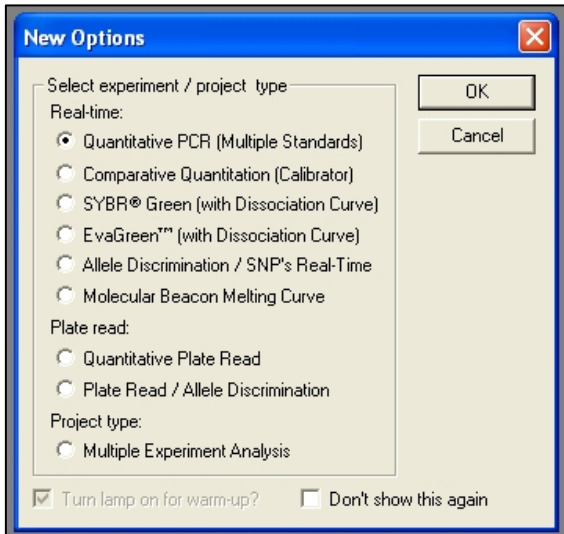 New Options
Select experiment / project type
Real-time:
Quantitative PCR (Multiple Standards)
Comparative Quantitation (Calibrator)
SYBR® Green (with Dissociation Curve)
EvaGreen™ (with Dissociation Curve)
Allele Discrimination / SNP's Real-Time
Molecular Beacon Melting Curve
Plate read:
Quantitative Plate Read
Plate Read / Allele Discrimination
Project type:
Multiple Experiment Analysis
OK
Cancel
Turn lamp on for warm-up?
Don't show this again